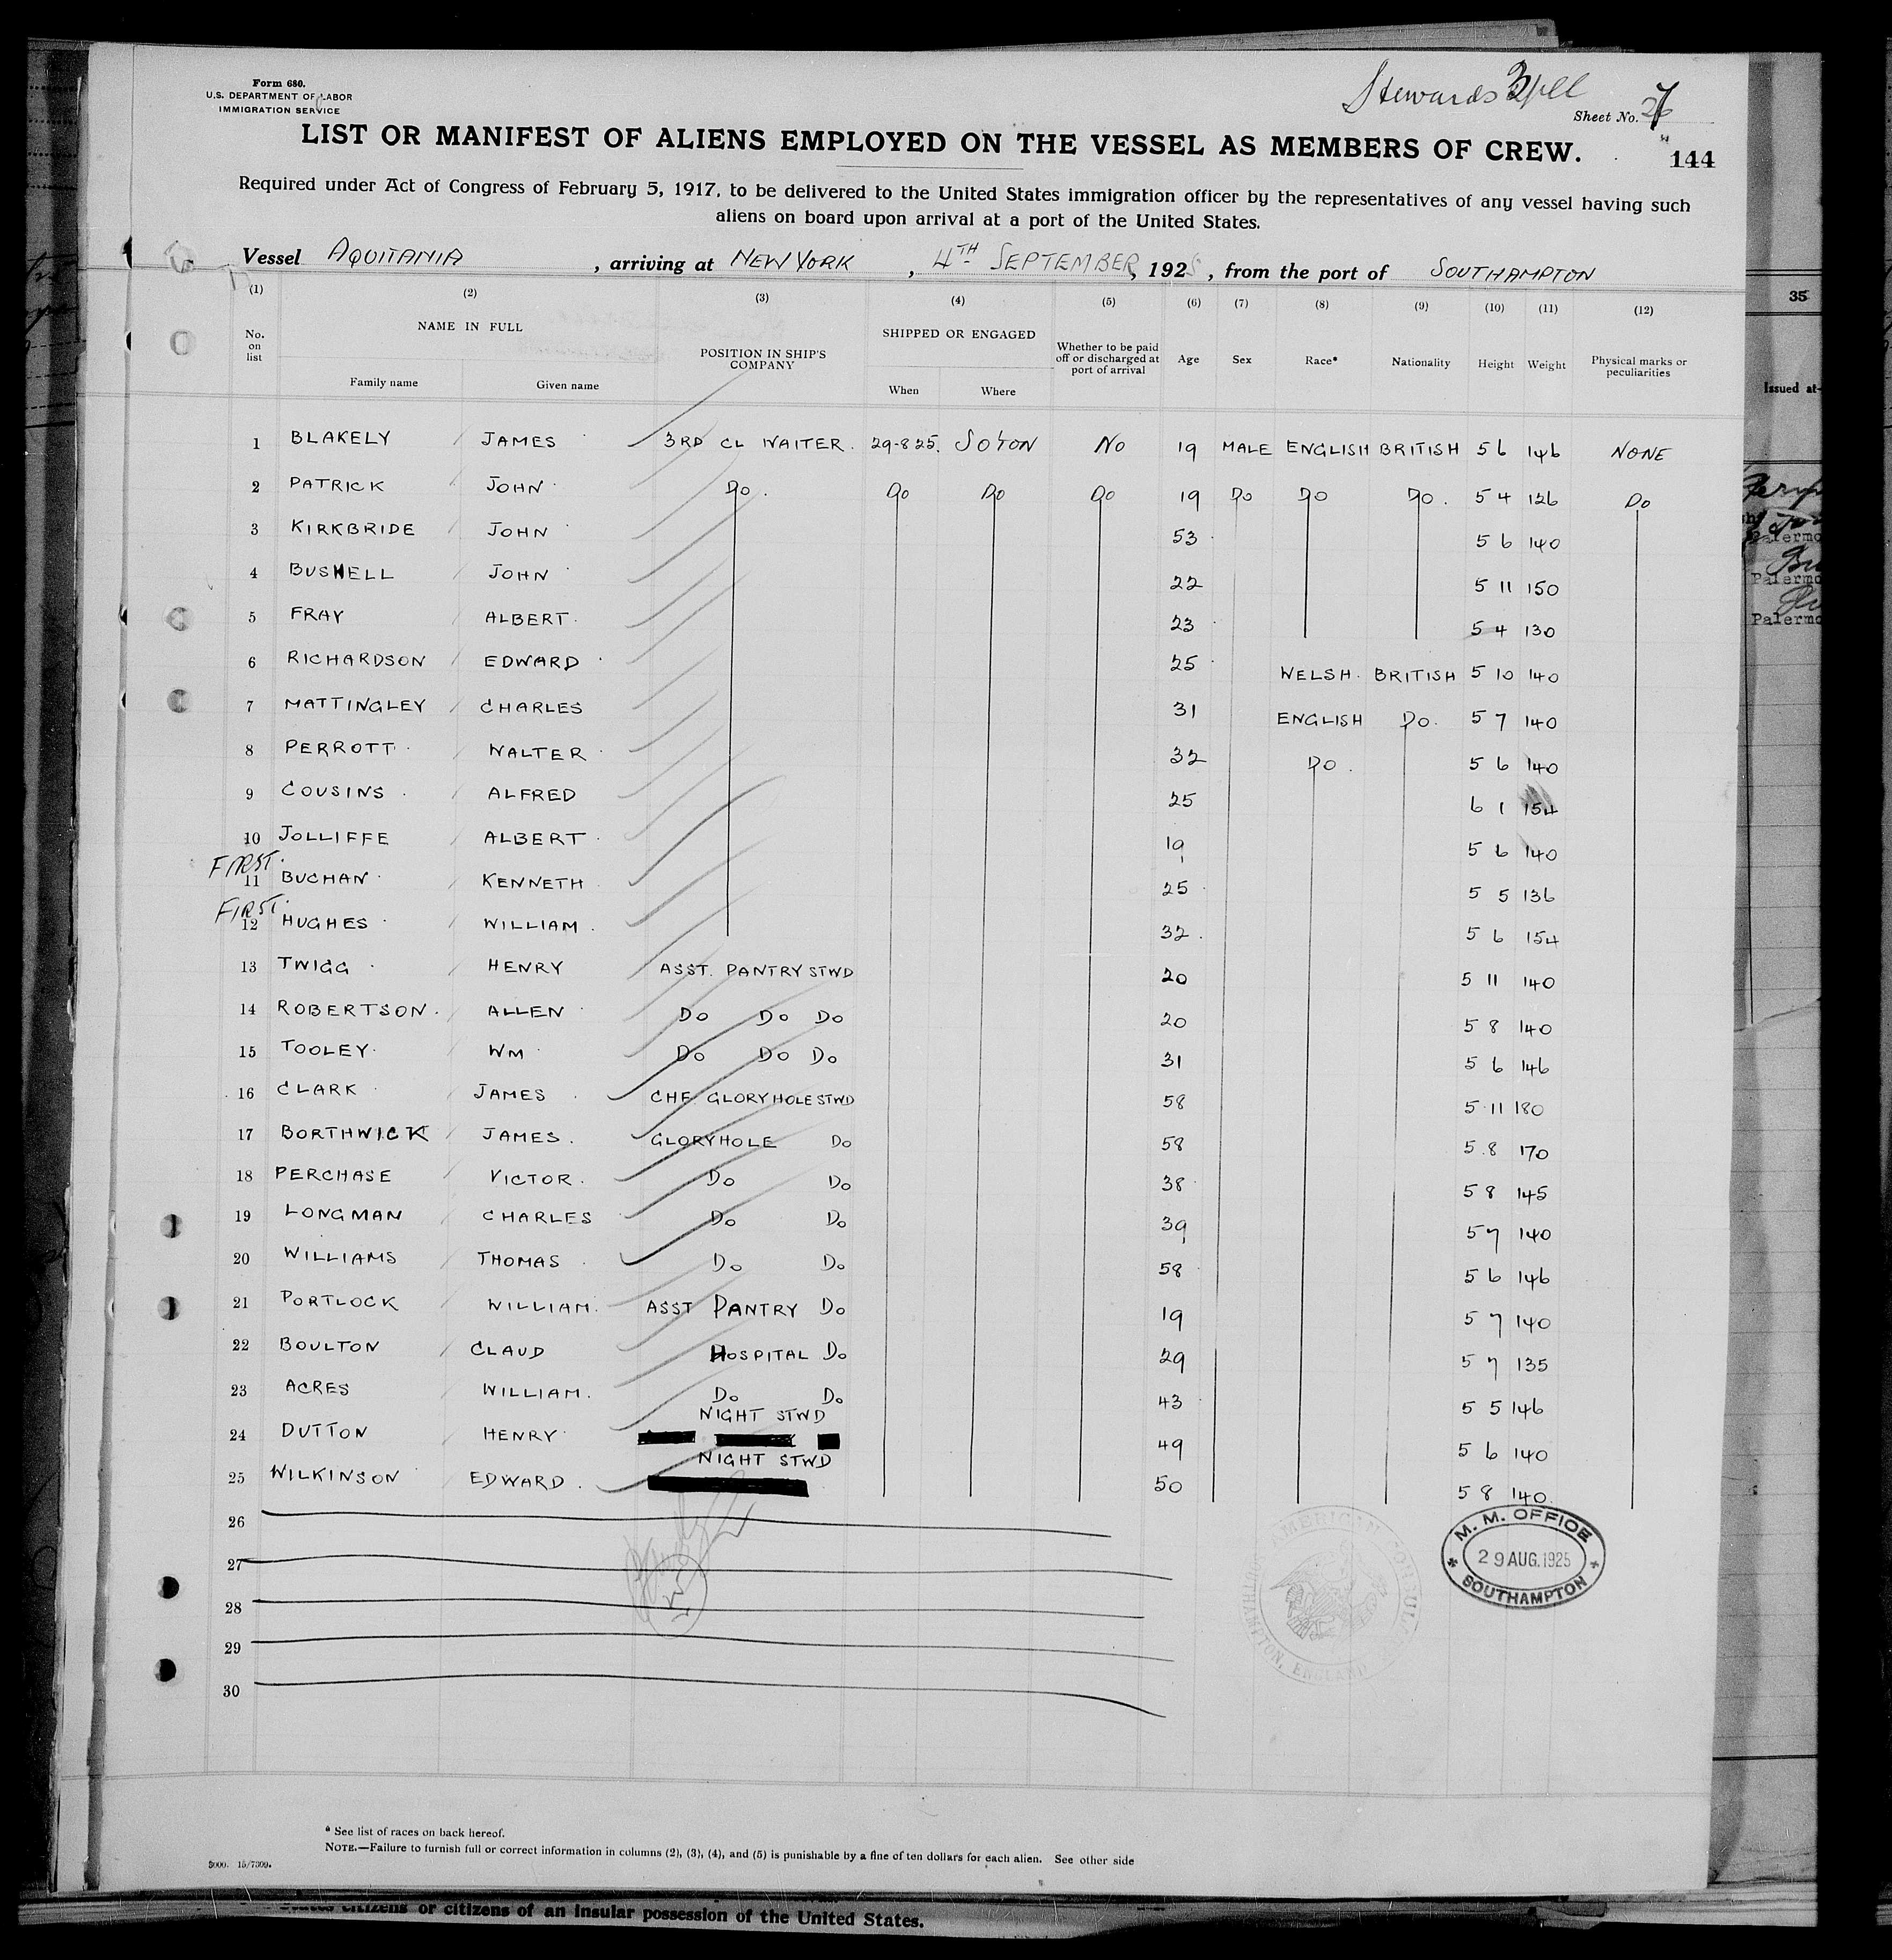 Form 680.
U.S. DEPARTMENT OF LABOR
IMMIGRATION SERVICE
Stewards
Sheet No.
LIST OR MANIFEST OF ALIENS EMPLOYED ON THE VESSEL AS MEMBERS OF CREW.
144
Required under Act of Congress of February 5, 1917, to be delivered to the United States immigration officer by the representatives of any vessel having such
aliens on board upon arrival at a port of the United States.
Vessel AQUITANIA, arriving at NEW YORK, 4TH SEPTEMBER, 1925, from the port of SOUTHAMPTON
(1) (2) (3) (4) (5) (6) (7) (8) (9) (10) (11) (12)
No. on list NAME IN FULL POSITION IN SHIP'S COMPANY SHIPPED OR ENGAGED Whether to be paid off or discharged at port of arrival Age Sex Race* Nationality Height Weight Physical marks or peculiarities
Family name Given name When Where
1 BLAKELY / JAMES 3RD CL WAITER. 29-8 25. SOTON NO 19 MALE ENGLISH BRITISH 5 6 146 NONE
2 PATRICK / JOHN Do. Do Do Do 19 Do Do Do. 5 4 126 Do
3 KIRKBRIDE / JOHN 53 5 6 140
4 BUSHELL / JOHN 22 5 11 150
5 FRAY / ALBERT. 23 5 4 130
6 RICHARDSON / EDWARD 25 WELSH. BRITISH 5 10 140
7 MATTINGLEY / CHARLES 31 ENGLISH Do. 5 7 140
8 PERROTT / WALTER 32 Do. 5 6 140
9 COUSINS / ALFRED 25 6 1 154
10 JOLLIFFE / ALBERT 19 5 6 140
FIRST.
11 BUCHAN / KENNETH 25 5 5 136
FIRST.
12 HUGHES / WILLIAM. 32. 5 6 154
13 TWIGG / HENRY ASST. PANTRY STWD 20 5 11 140
14 ROBERTSON. / ALLEN Do Do Do 20 5 8 140
15 TOOLEY. / WM Do Do Do 31 5 6 146
16 CLARK / JAMES CHF. GLORY HOLE STWD 58 5 11 180
17 BORTHWICK / JAMES. GLORYHOLE Do 58 5 8 170
18 PERCHASE / VICTOR. Do Do 38 5 8 145
19 LONGMAN / CHARLES Do Do 39 5 7 140
20 WILLIAMS / THOMAS Do Do 58 5 6 146
21 PORTLOCK / WILLIAM. ASST PANTRY Do 19 5 7 140
22 BOULTON / CLAUD HOSPITAL Do 29 5 7 135
23 ACRES / WILLIAM. Do Do 43 5 5 146
NIGHT STWD
24 DUTTON / HENRY 49 5 6 140
NIGHT STWD
25 WILKINSON / EDWARD. 50 5 8 140
26
27
28
29
30
M. M. OFFICE
29 AUG. 1925
SOUTHAMPTON
AMERICAN CONSULATE
SOUTHAMPTON, ENGLAND
* See list of races on back hereof.
NOTE.—Failure to furnish full or correct information in columns (2), (3), (4), and (5) is punishable by a fine of ten dollars for each alien. See other side
5000. 15/7309.
35
Issued at-
Palermo
Palermo
Palermo
States citizens or citizens of an insular possession of the United States.